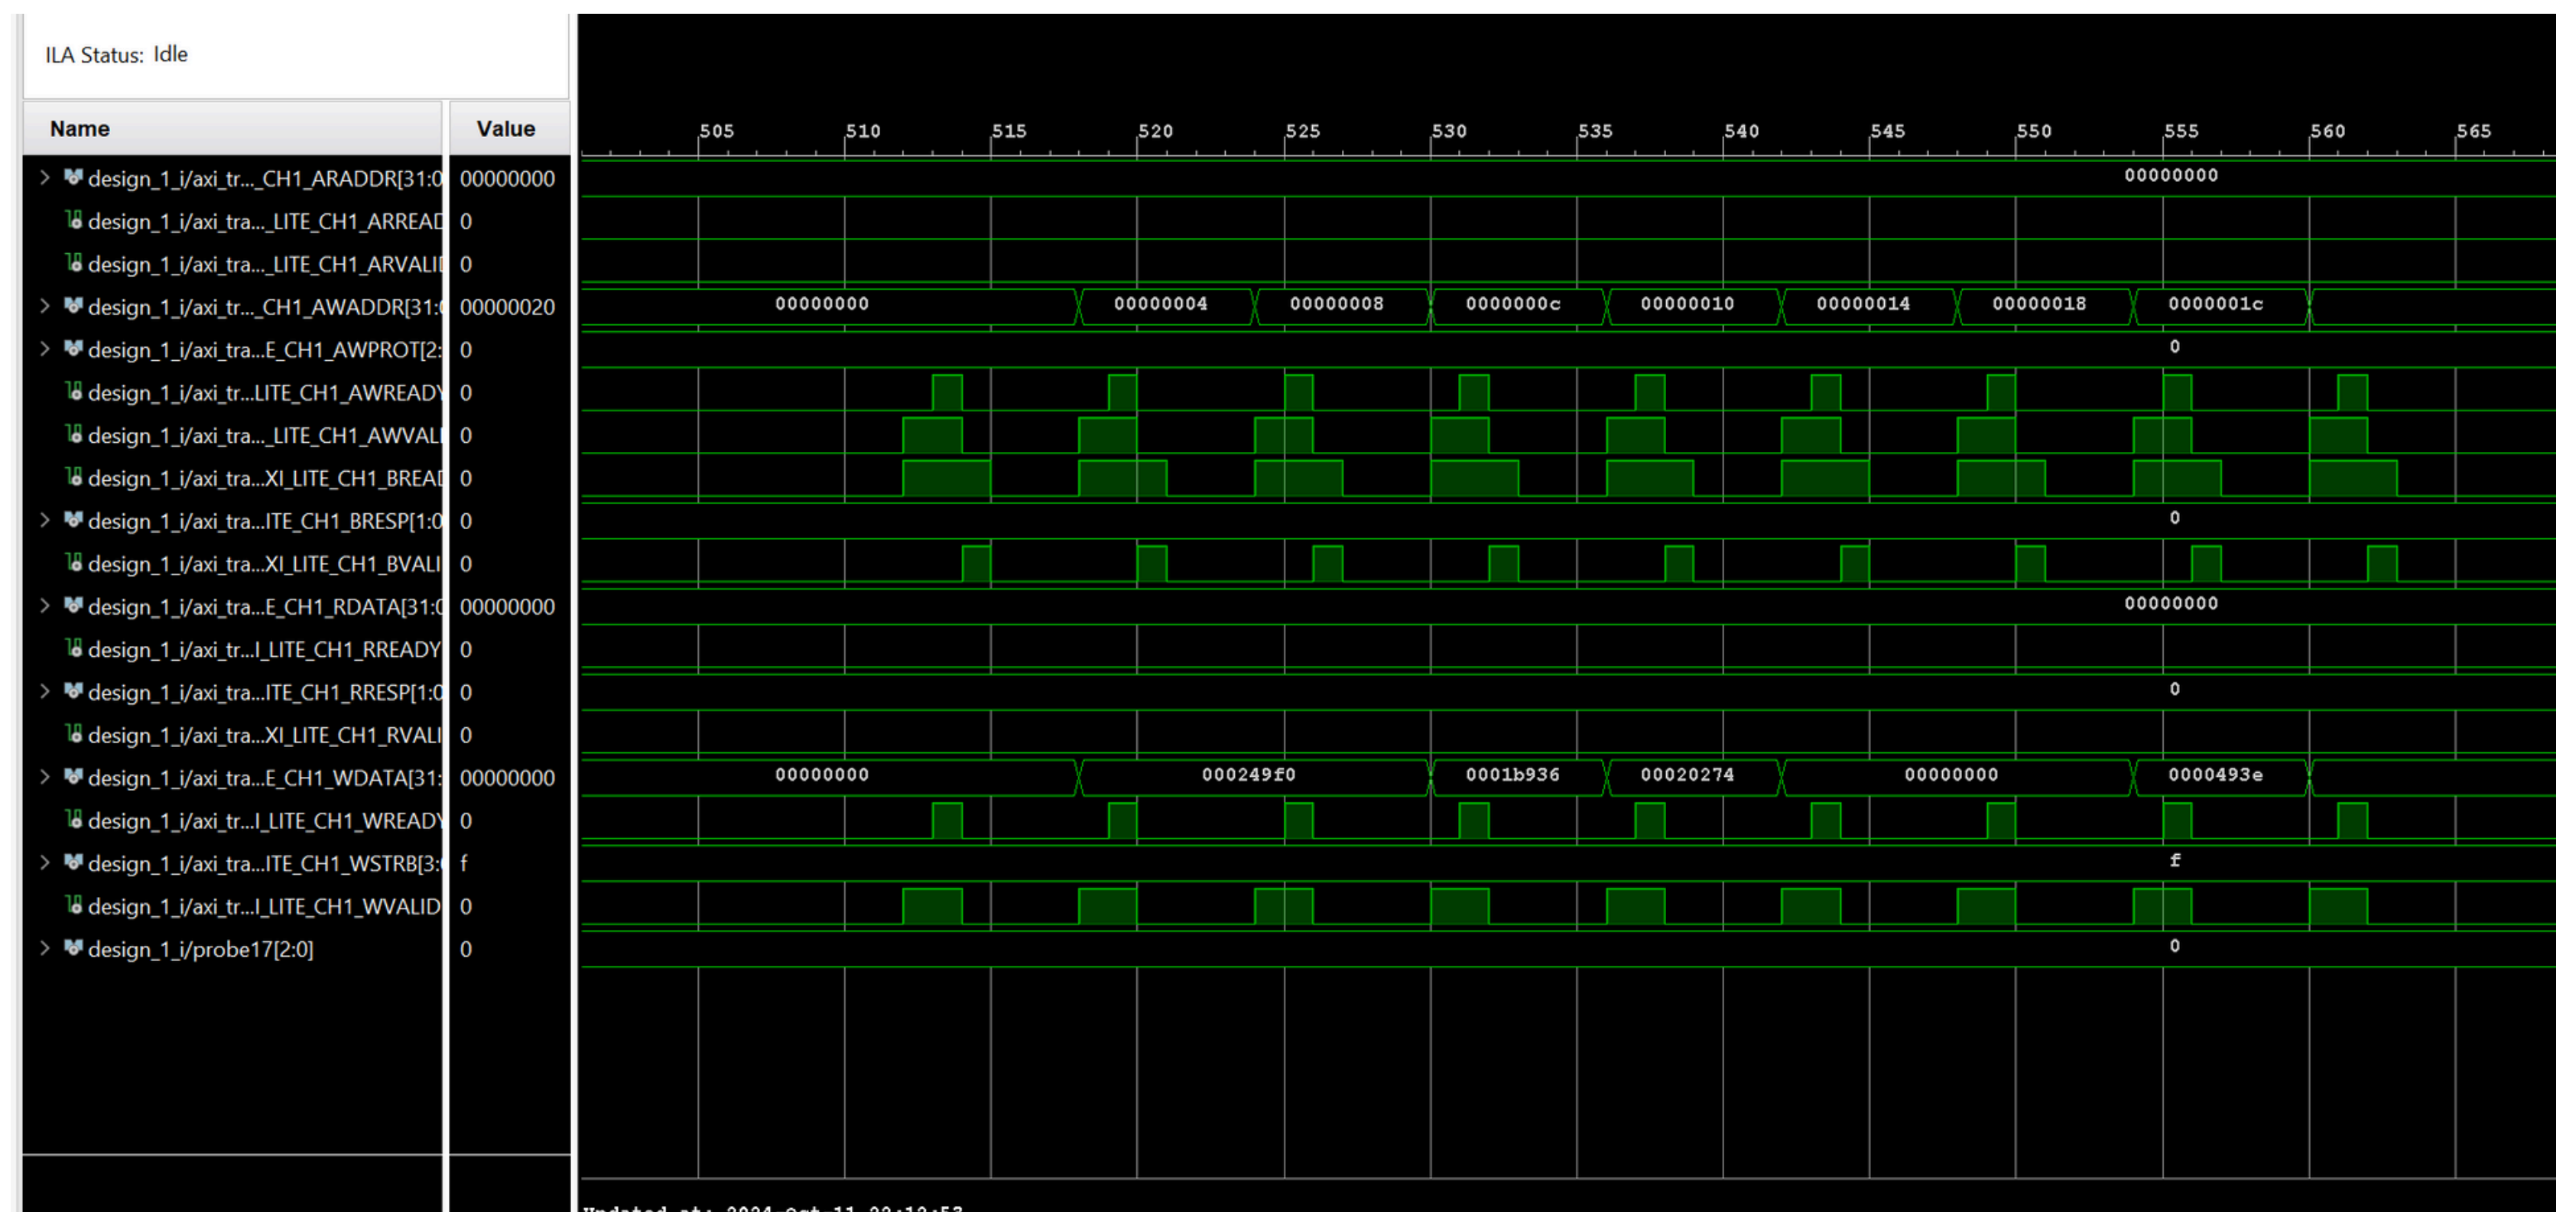 ILA Status: Idle
Name Value
505 510 515 520 525 530 535 540 545 550 555 560 565
design_1_i/axi_tr..._CH1_ARADDR[31:0 00000000 00000000
design_1_i/axi_tra..._LITE_CH1_ARREAD 0
design_1_i/axi_tra..._LITE_CH1_ARVALI 0
design_1_i/axi_tr..._CH1_AWADDR[31: 00000020 00000000 00000004 00000008 0000000c 00000010 00000014 00000018 0000001c
design_1_i/axi_tra...E_CH1_AWPROT[2: 0 0
design_1_i/axi_tr...LITE_CH1_AWREADY 0
design_1_i/axi_tra..._LITE_CH1_AWVALI 0
design_1_i/axi_tra...XI_LITE_CH1_BREAD 0
design_1_i/axi_tra...ITE_CH1_BRESP[1:0 0 0
design_1_i/axi_tra...XI_LITE_CH1_BVALI 0
design_1_i/axi_tra...E_CH1_RDATA[31:0 00000000 00000000
design_1_i/axi_tr...I_LITE_CH1_RREADY 0
design_1_i/axi_tra...ITE_CH1_RRESP[1:0 0 0
design_1_i/axi_tra...XI_LITE_CH1_RVALI 0
design_1_i/axi_tra...E_CH1_WDATA[31: 00000000 00000000 000249f0 0001b936 00020274 00000000 0000493e
design_1_i/axi_tr...I_LITE_CH1_WREADY 0
design_1_i/axi_tra...ITE_CH1_WSTRB[3: f f
design_1_i/axi_tr...I_LITE_CH1_WVALID 0
design_1_i/probe17[2:0] 0 0
Updated at: 2024-Oct-11